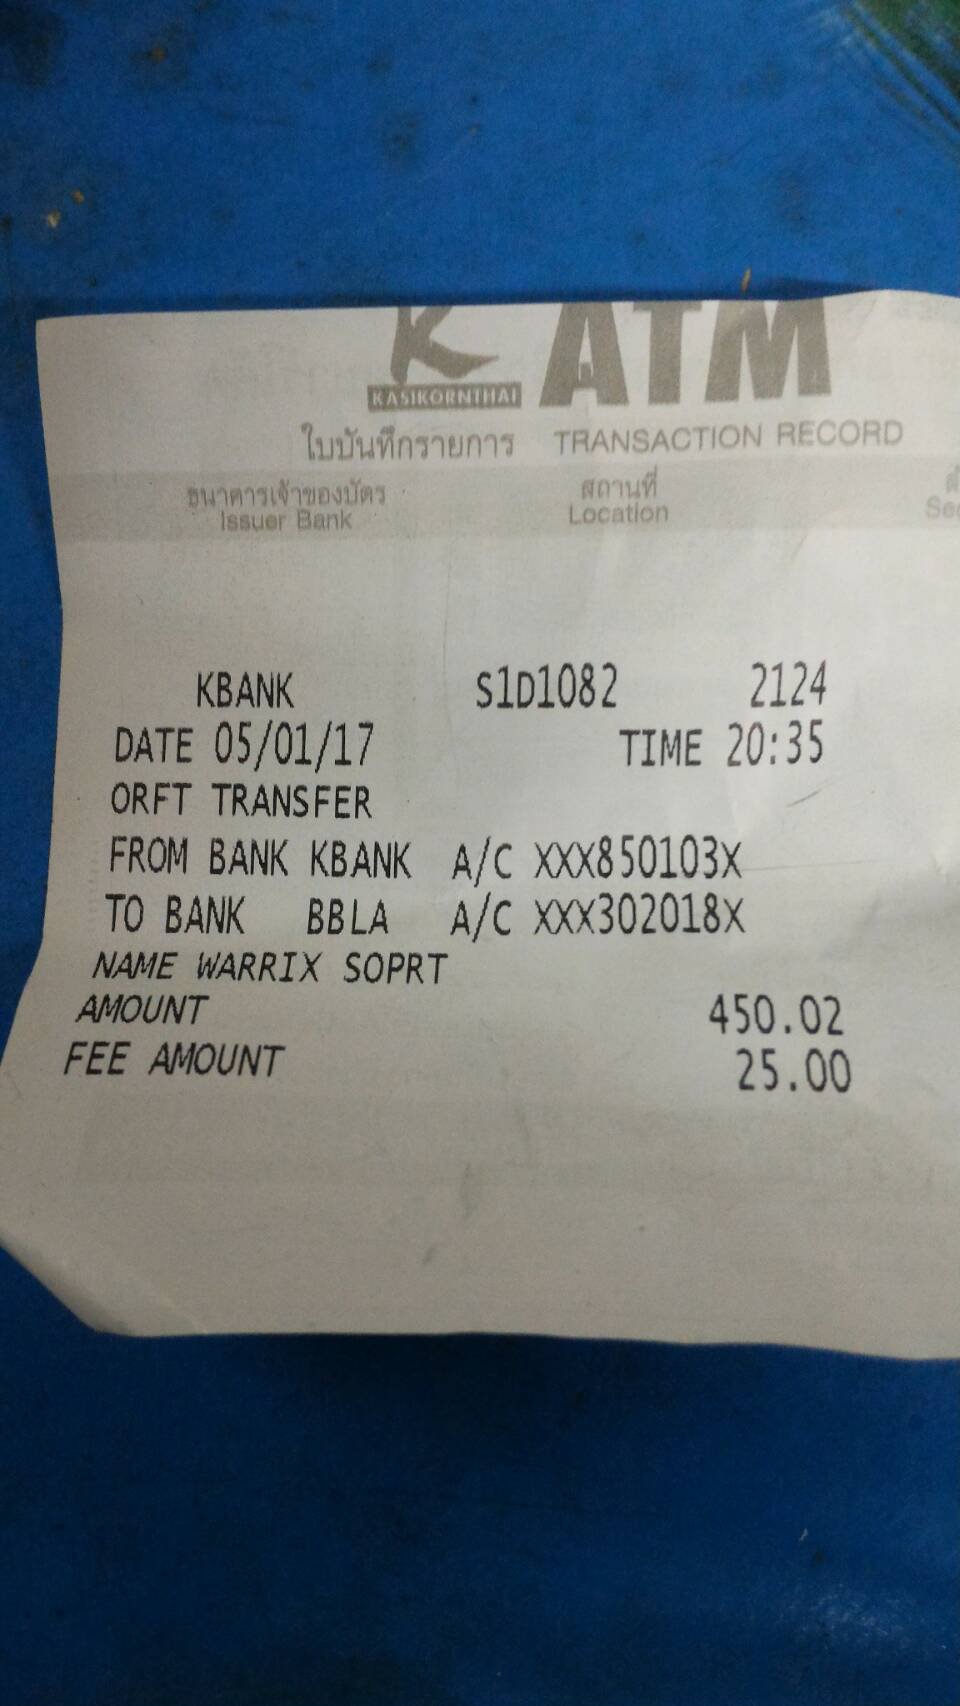 K ATM
KASIKORNTHAI
ใบบันทึกรายการ TRANSACTION RECORD
ธนาคารเจ้าของบัตร สถานที่
Issuer Bank Location
KBANK S1D1082 2124
DATE 05/01/17 TIME 20:35
ORFT TRANSFER
FROM BANK KBANK A/C XXX850103X
TO BANK BBLA A/C XXX302018X
NAME WARRIX SOPRT
AMOUNT 450.02
FEE AMOUNT 25.00